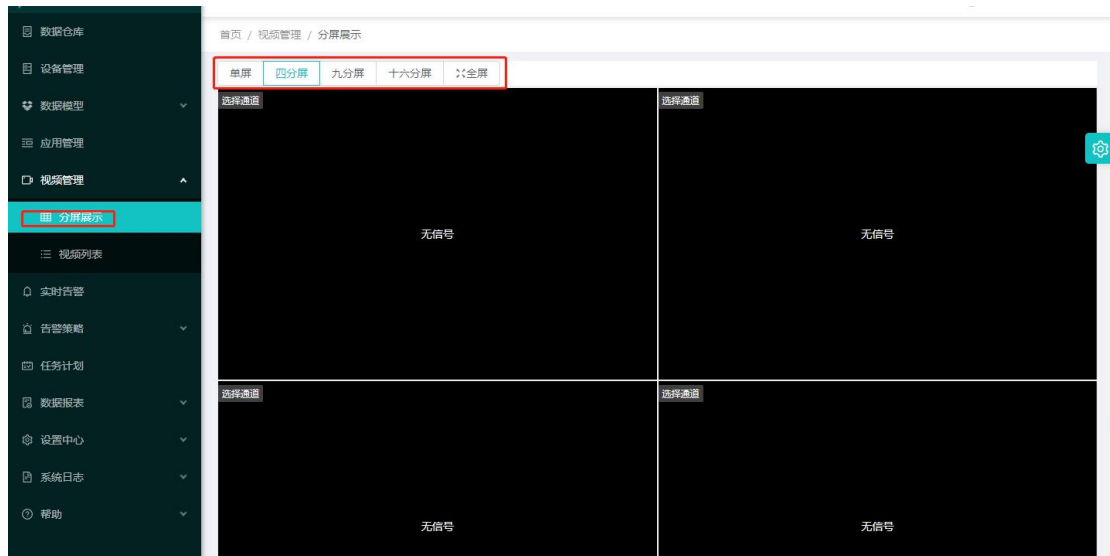 数据仓库
设备管理
数据模型
应用管理
视频管理
分屏展示
视频列表
实时告警
告警策略
任务计划
数据报表
设置中心
系统日志
帮助
首页 / 视频管理 / 分屏展示
单屏 四分屏 九分屏 十六分屏 全屏
选择通道 选择通道
无信号 无信号
选择通道 选择通道
无信号 无信号